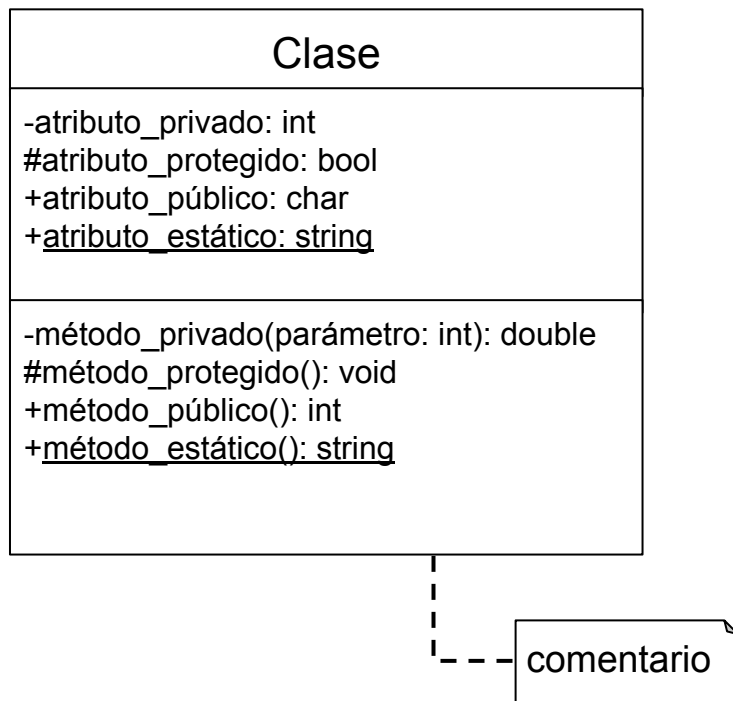 Clase
-atributo_privado: int
#atributo_protegido: bool
+atributo_público: char
+atributo_estático: string
-método_privado(parámetro: int): double
#método_protegido(): void
+método_público(): int
+método_estático(): string
comentario